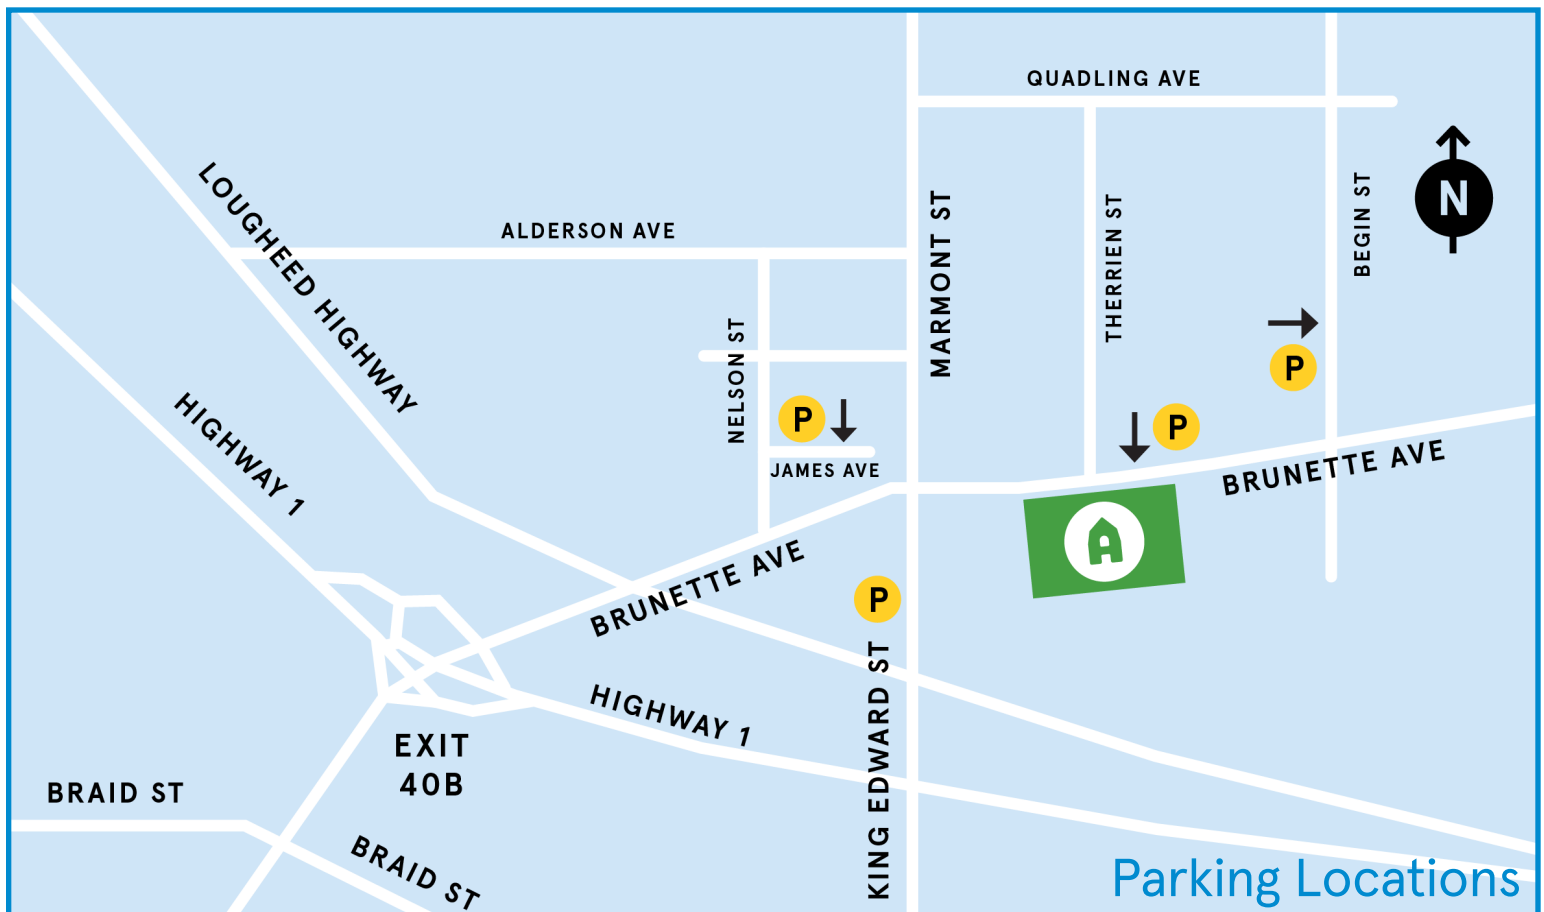 QUADLING AVE
LOUGHEED HIGHWAY
ALDERSON AVE
MARMONT ST
THERRIEN ST
BEGIN ST
N
NELSON ST
P
P
P
JAMES AVE
HIGHWAY 1
BRUNETTE AVE
BRUNETTE AVE
P
KING EDWARD ST
HIGHWAY 1
EXIT
40B
BRAID ST
BRAID ST
Parking Locations